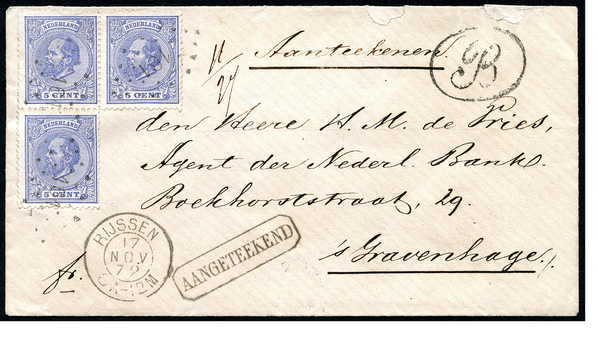 NEDERLAND NEDERLAND
5 CENT 5 CENT
NEDERLAND
5 CENT
Aanteekenen.
R
den Heere H. M. de Vries,
Agent der Nederl. Bank.
Boekhorststraat, 29.
's Gravenhage.
fr.
RIJSSEN
17
NOV
79
AANGETEEKEND